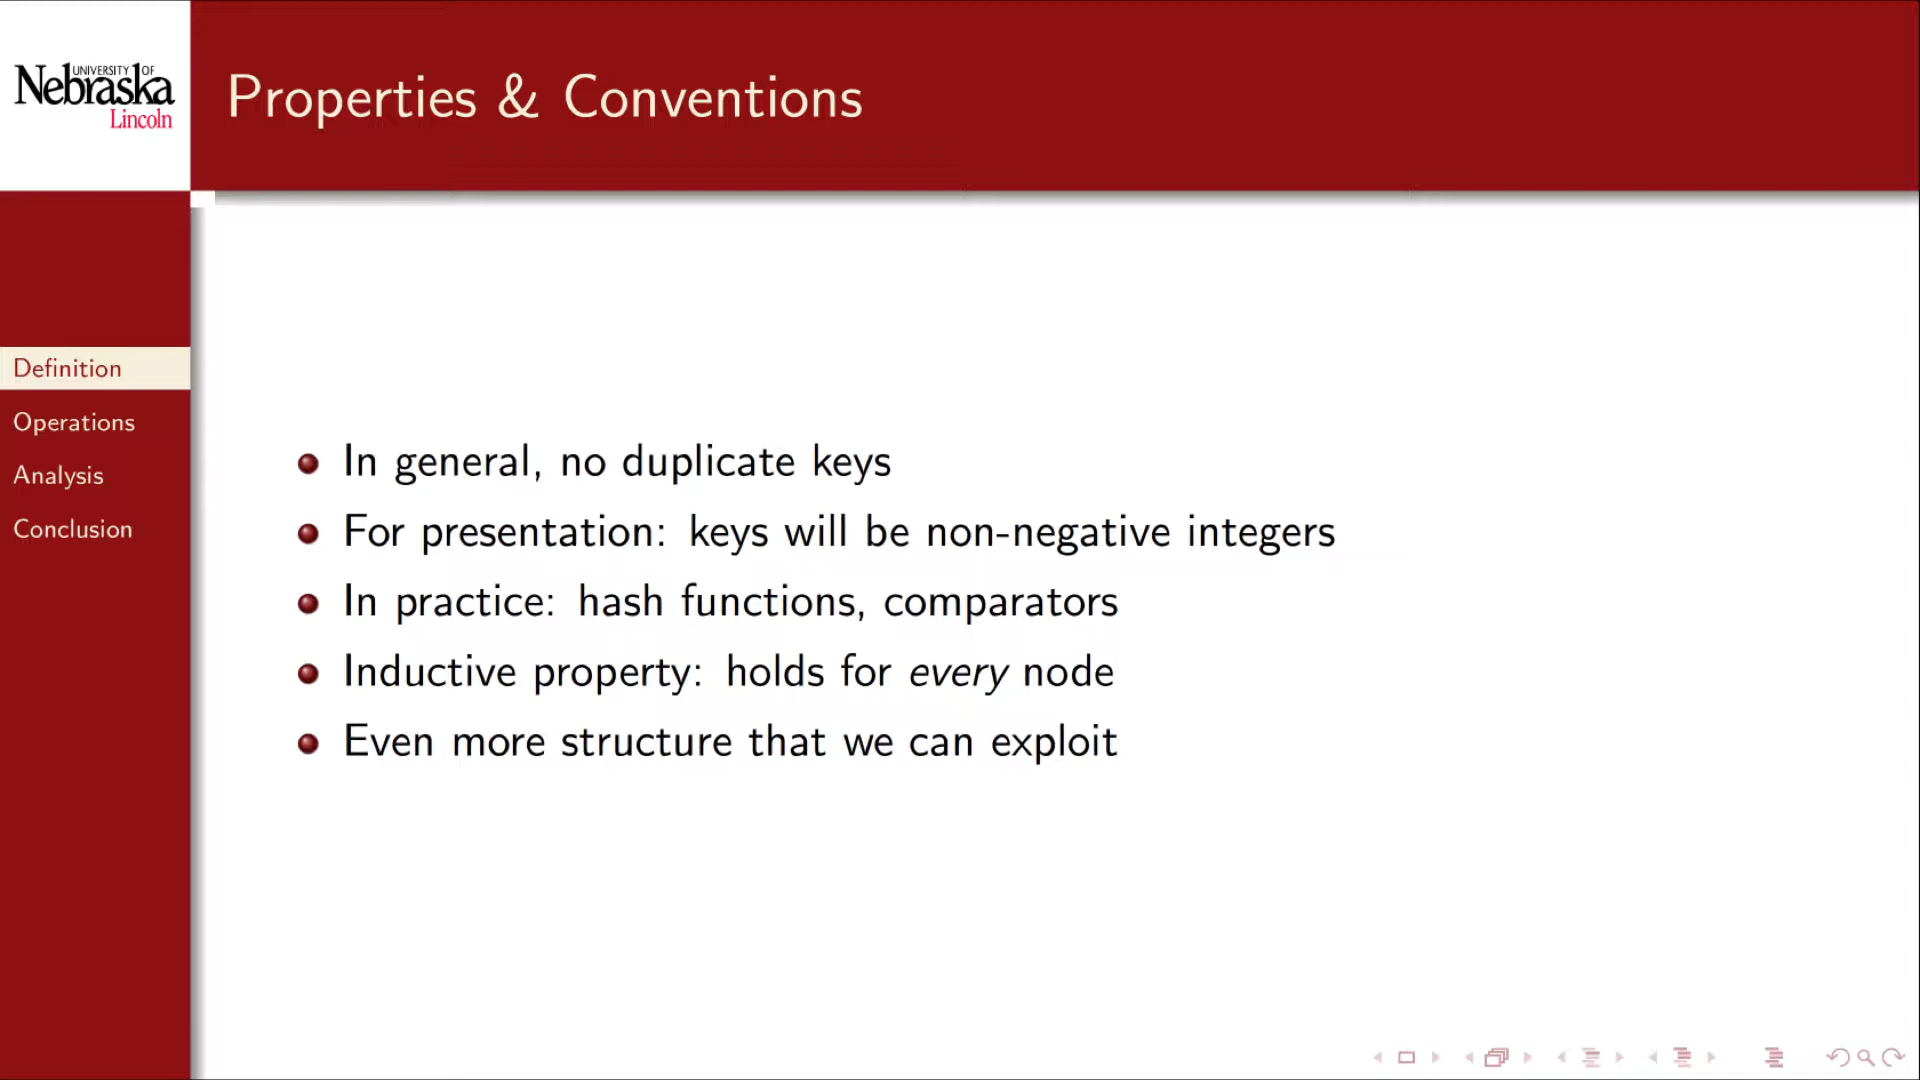 UNIVERSITY OF
Nebraska
Lincoln
Properties & Conventions
Definition
Operations
Analysis
Conclusion
In general, no duplicate keys
For presentation: keys will be non-negative integers
In practice: hash functions, comparators
Inductive property: holds for every node
Even more structure that we can exploit